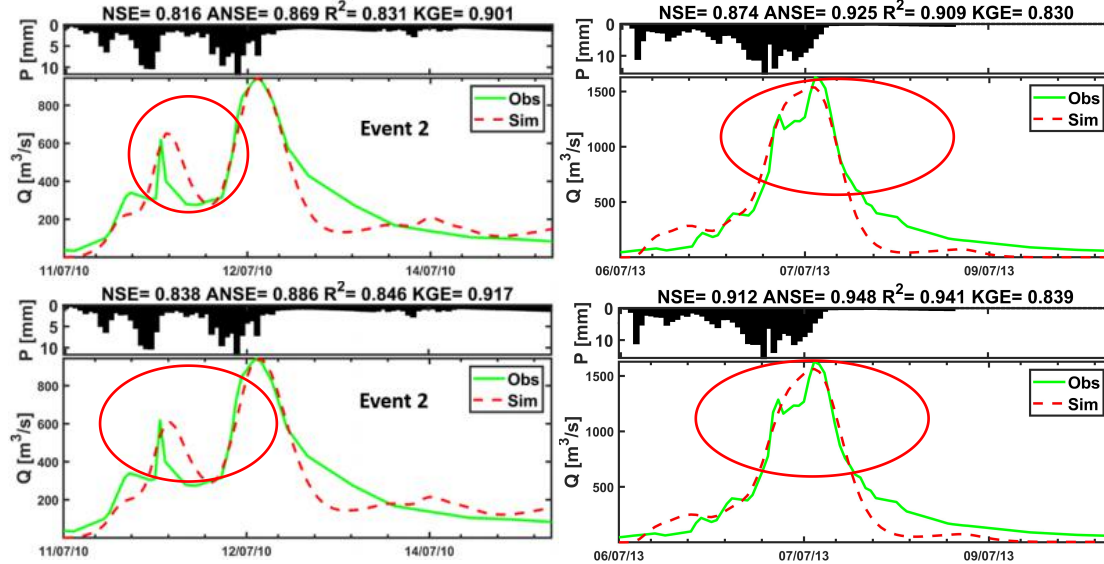 NSE= 0.816 ANSE= 0.869 R²= 0.831 KGE= 0.901
P [mm]
0
5
10
Q [m³/s]
800
600
400
200
Obs
Sim
Event 2
11/07/10 12/07/10 14/07/10
NSE= 0.874 ANSE= 0.925 R²= 0.909 KGE= 0.830
P [mm]
0
10
Q [m³/s]
1500
1000
500
Obs
Sim
06/07/13 07/07/13 09/07/13
NSE= 0.838 ANSE= 0.886 R²= 0.846 KGE= 0.917
P [mm]
0
5
10
Q [m³/s]
800
600
400
200
Obs
Sim
Event 2
11/07/10 12/07/10 14/07/10
NSE= 0.912 ANSE= 0.948 R²= 0.941 KGE= 0.839
P [mm]
0
10
Q [m³/s]
1500
1000
500
Obs
Sim
06/07/13 07/07/13 09/07/13